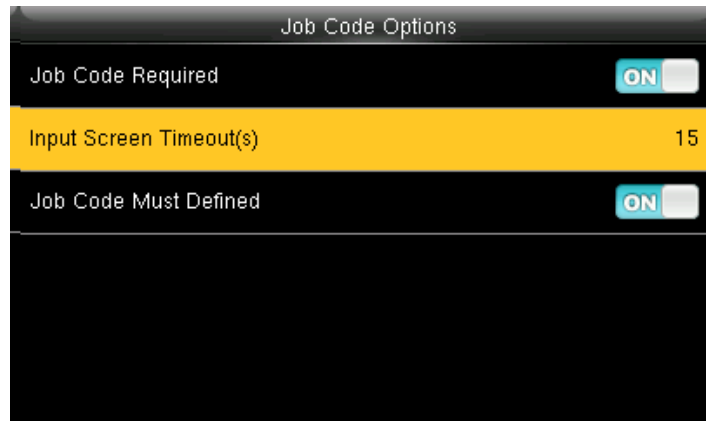 Job Code Options
Job Code Required ON
Input Screen Timeout(s) 15
Job Code Must Defined ON